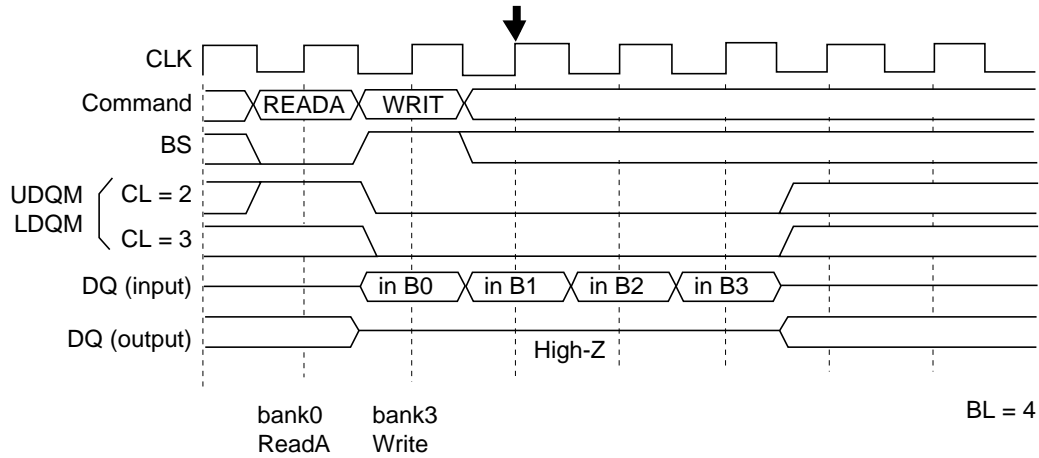 CLK
Command READA WRIT
BS
UDQM CL = 2
LDQM
CL = 3
DQ (input) in B0 in B1 in B2 in B3
DQ (output)
High-Z
bank0 bank3 BL = 4
ReadA Write